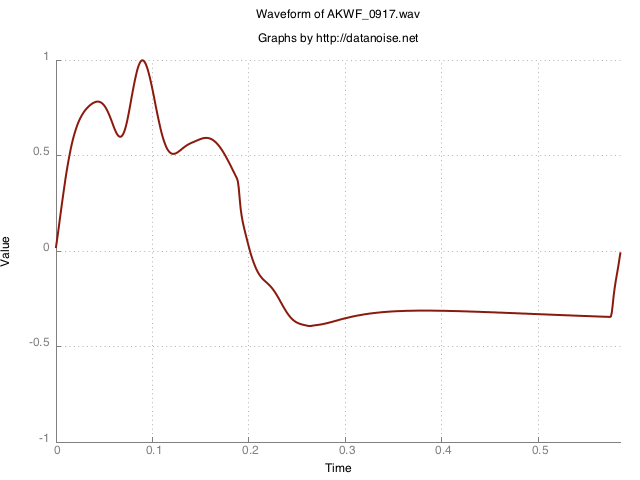 Waveform of AKWF_0917.wav
Graphs by http://datanoise.net
1
0.5
0
-0.5
-1
Value
0 0.1 0.2 0.3 0.4 0.5
Time